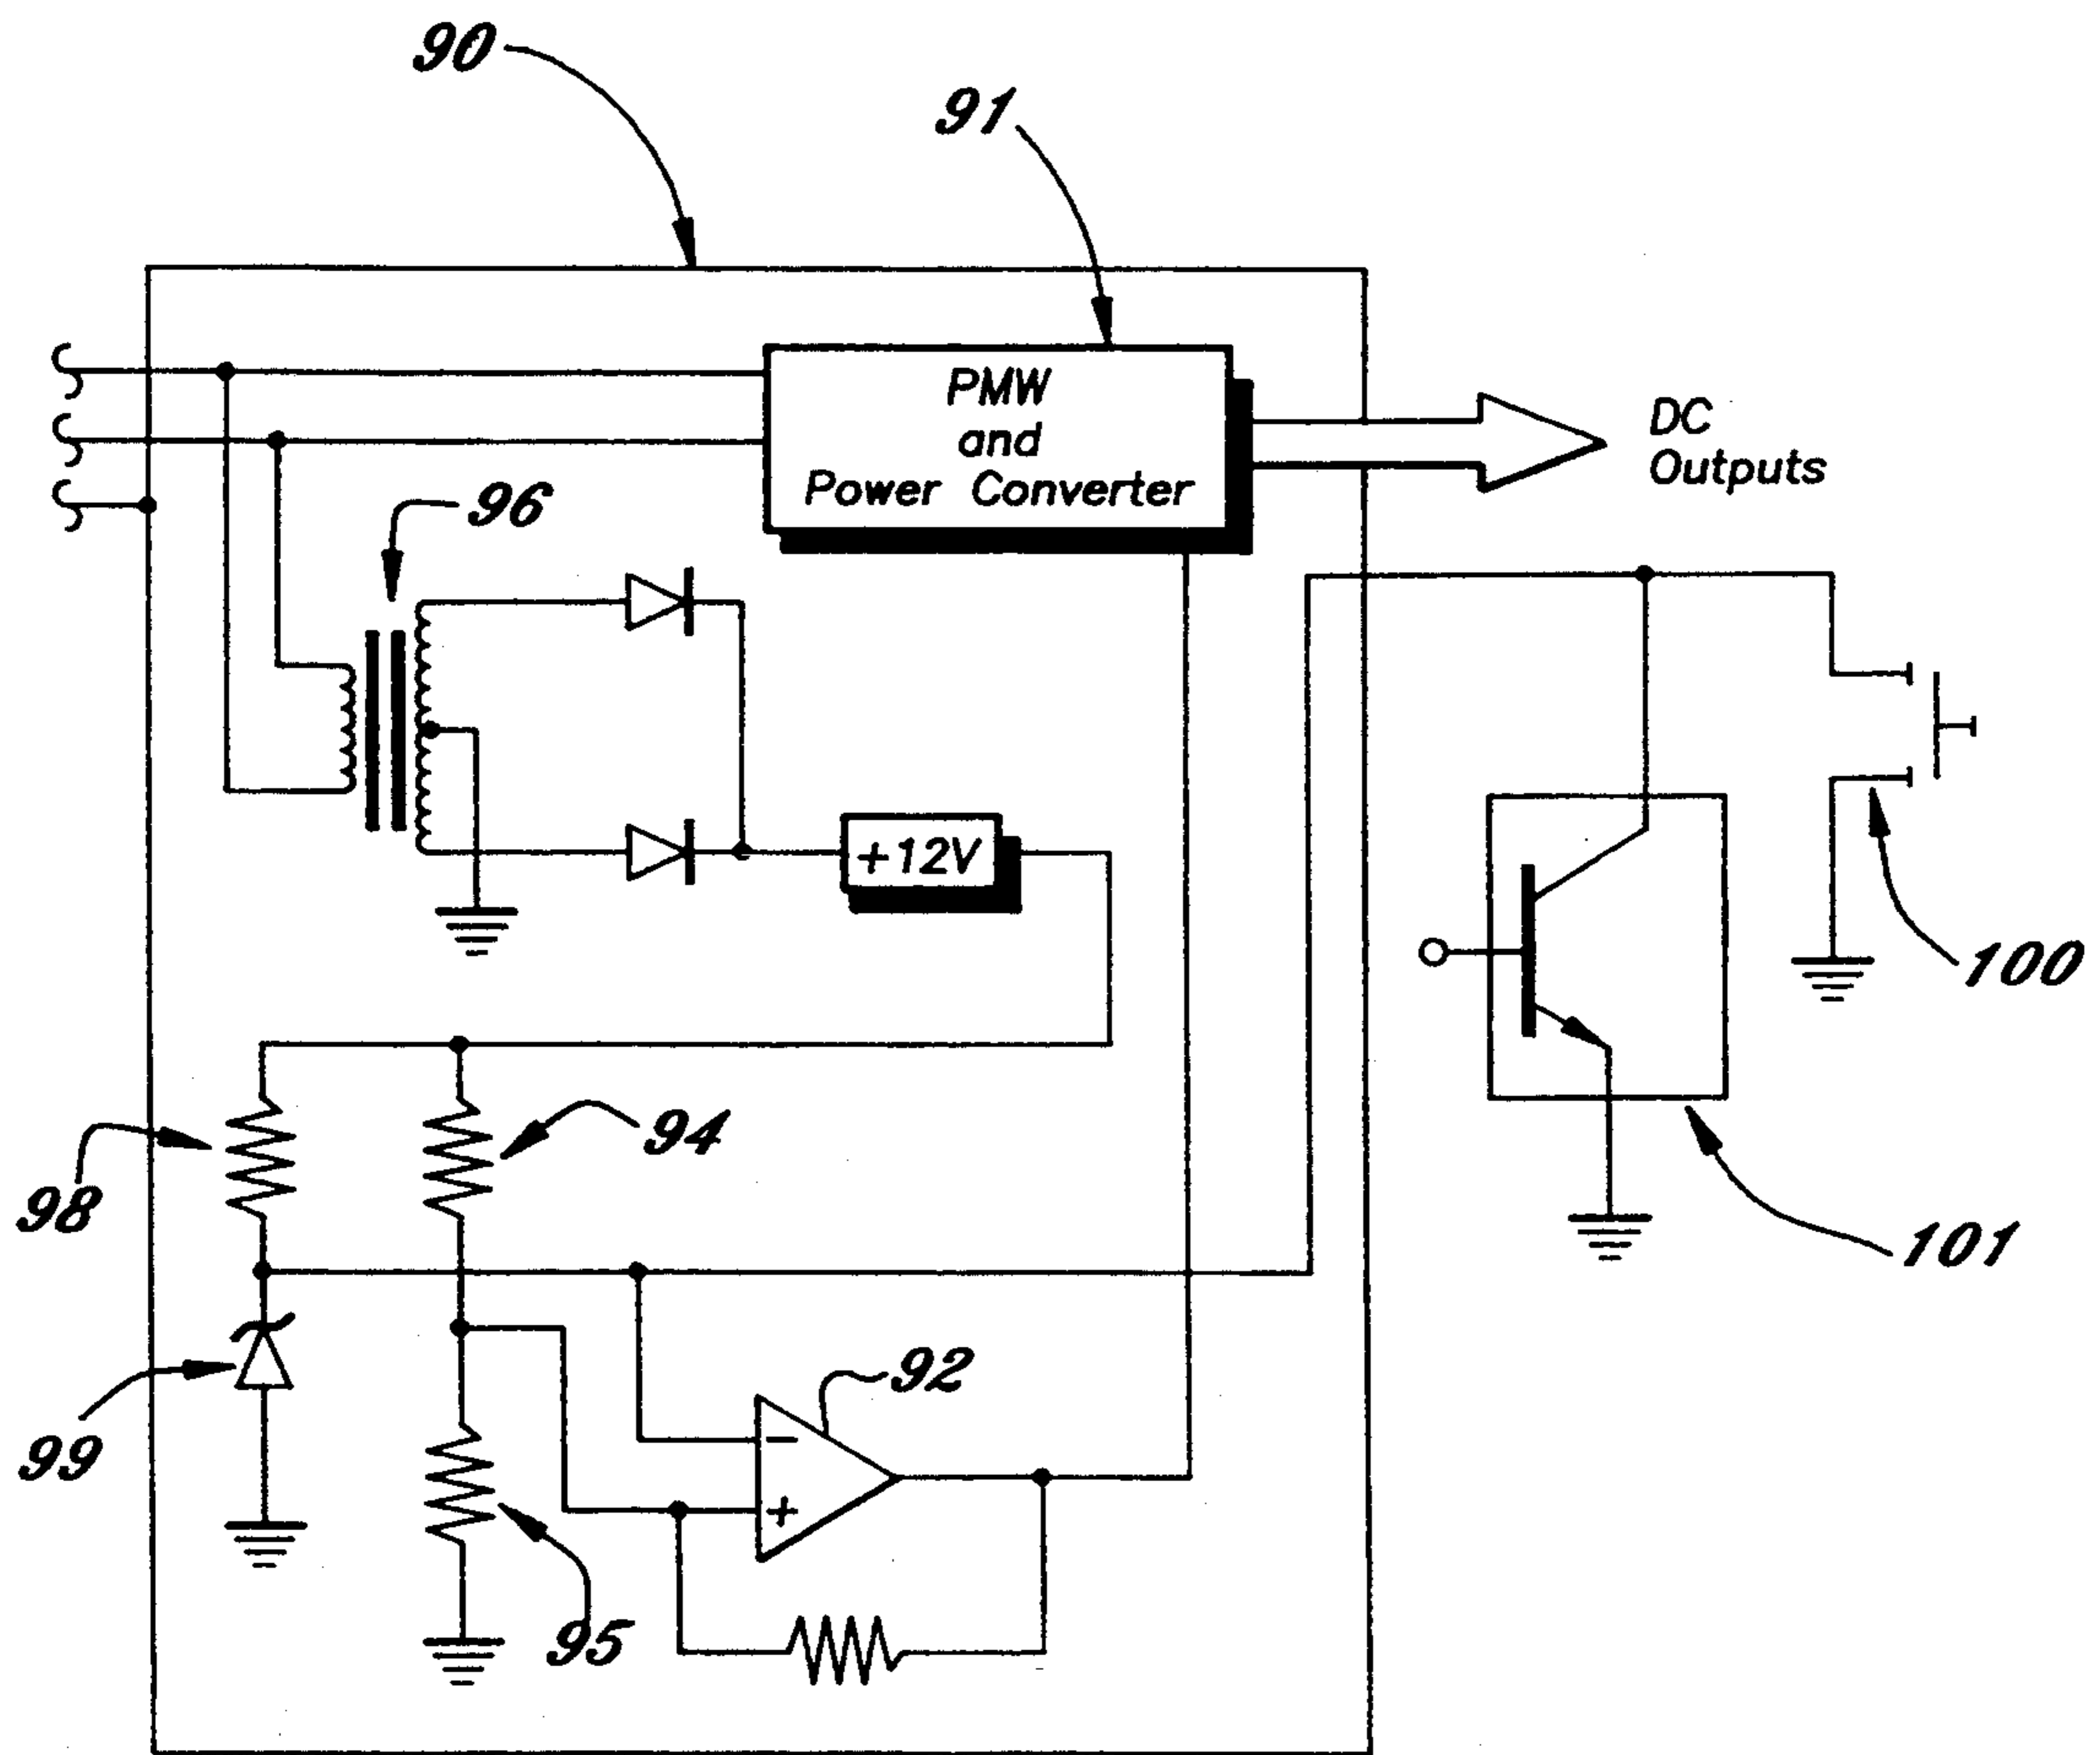 90
91
PMW
and
Power Converter
DC
Outputs
96
+12V
100
98
94
101
99
92
−
+
95